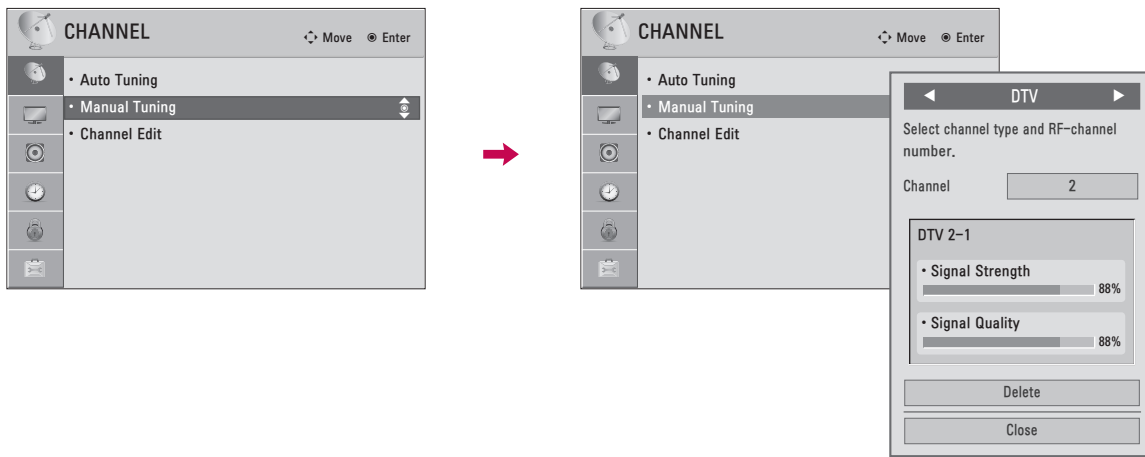 CHANNEL
Move
Enter
• Auto Tuning
• Manual Tuning
• Channel Edit
CHANNEL
Move
Enter
• Auto Tuning
• Manual Tuning
• Channel Edit
◀ DTV ▶
Select channel type and RF-channel
number.
Channel 2
DTV 2-1
• Signal Strength
88%
• Signal Quality
88%
Delete
Close